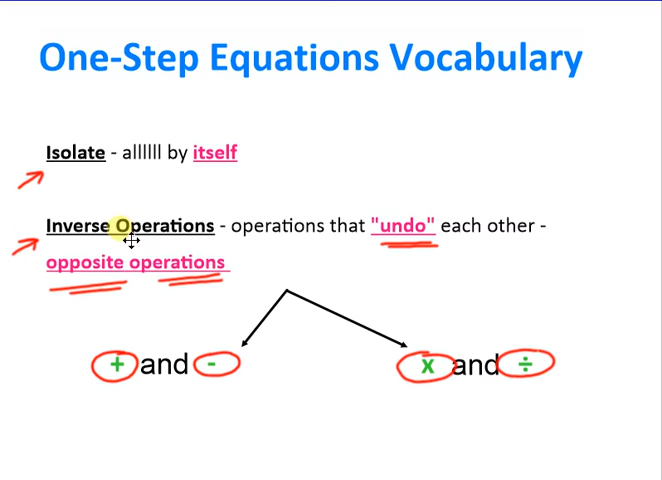 One-Step Equations Vocabulary
Isolate - allllll by itself
Inverse Operations - operations that "undo" each other -
opposite operations
+ and - x and ÷